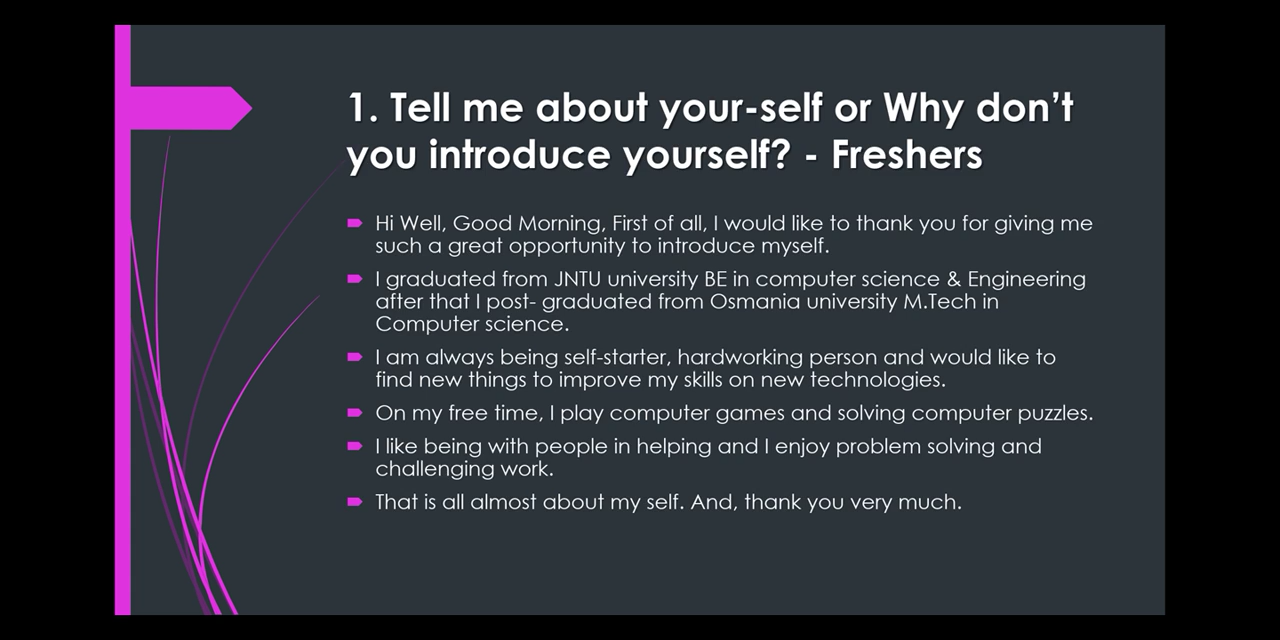 1. Tell me about your-self or Why don’t
you introduce yourself? - Freshers
Hi Well, Good Morning, First of all, I would like to thank you for giving me
such a great opportunity to introduce myself.
I graduated from JNTU university BE in computer science & Engineering
after that I post- graduated from Osmania university M.Tech in
Computer science.
I am always being self-starter, hardworking person and would like to
find new things to improve my skills on new technologies.
On my free time, I play computer games and solving computer puzzles.
I like being with people in helping and I enjoy problem solving and
challenging work.
That is all almost about my self. And, thank you very much.